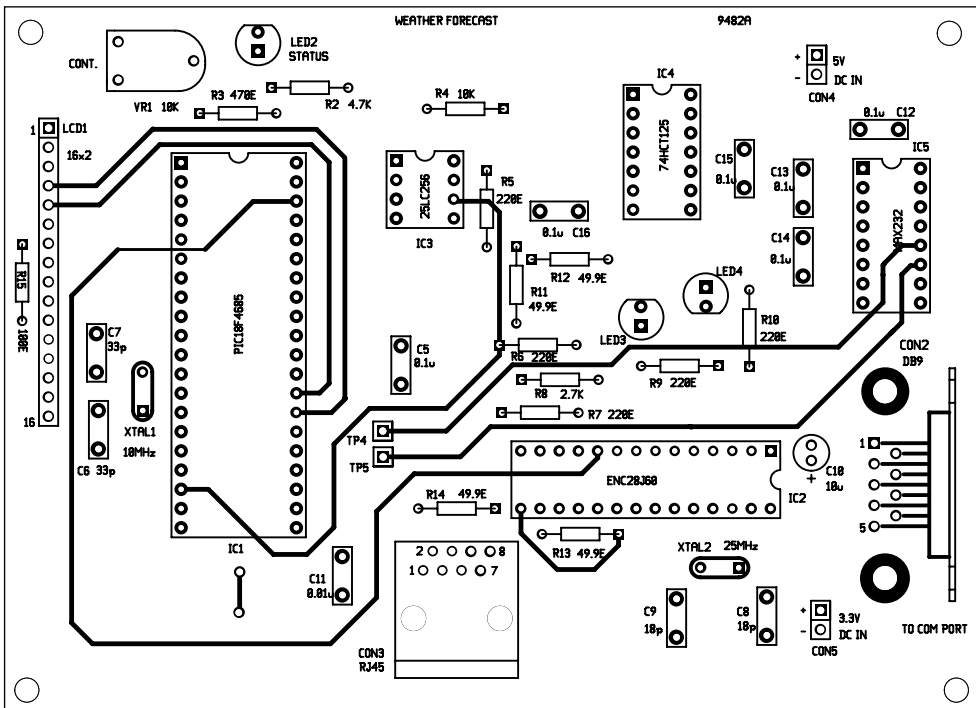 WEATHER FORECAST
9482A
LED2
STATUS
CONT.
VR1 10K
R3 470E
R2 4.7K
R4 10K
IC4
74HCT125
+ 5V
- DC IN
CON4
0.1u C12
IC5
1 LCD1
16x2
16
R15
100E
PIC18F4685
IC1
25LC256
IC3
R5
220E
0.1u C16
C15
0.1u
C13
0.1u
C14
0.1u
MAX232
R12 49.9E
R11
49.9E
LED4
LED3
R10
220E
C7
33p
XTAL1
10MHz
C6 33p
C5
0.1u
R6 220E
R8 2.7K
R9 220E
R7 220E
TP4
TP5
CON2
DB9
1
5
ENC28J60
IC2
C10
+ 10u
R14 49.9E
R13 49.9E
XTAL2 25MHz
C11
0.01u
2 8
1 7
CON3
RJ45
C9
18p
C8
18p
+ 3.3V
- DC IN
CON5
TO COM PORT